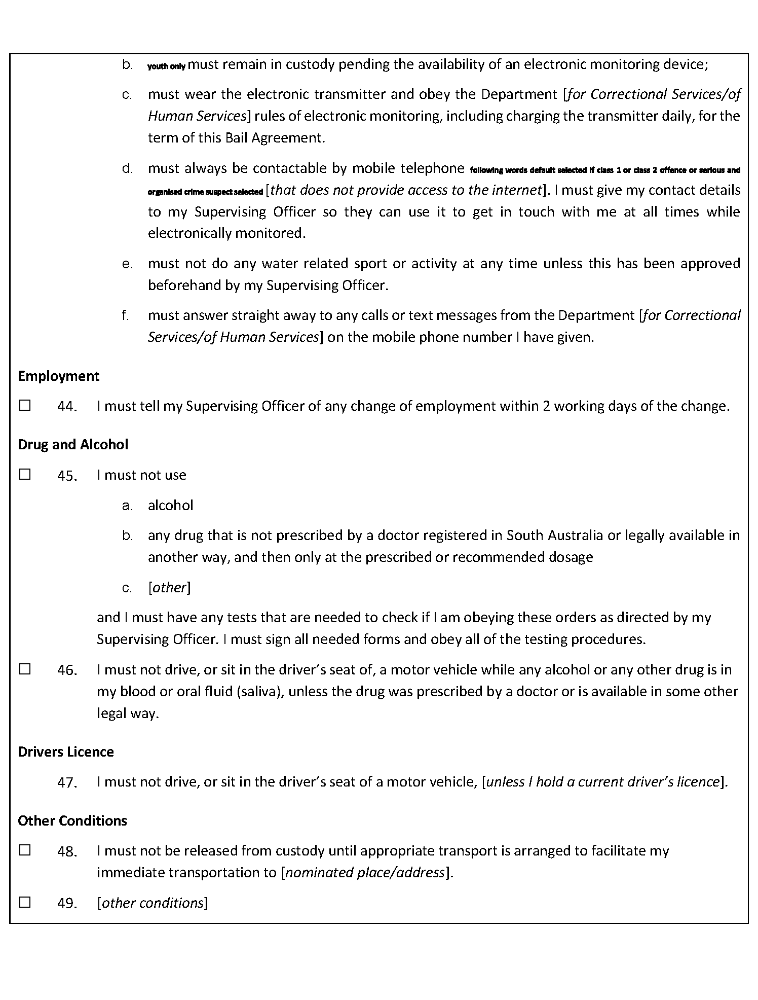 b. youth only must remain in custody pending the availability of an electronic monitoring device;
c. must wear the electronic transmitter and obey the Department [for Correctional Services/of
Human Services] rules of electronic monitoring, including charging the transmitter daily, for the
term of this Bail Agreement.
d. must always be contactable by mobile telephone following words default selected if class 1 or class 2 offence or serious and
organised crime suspect selected [that does not provide access to the internet]. I must give my contact details
to my Supervising Officer so they can use it to get in touch with me at all times while
electronically monitored.
e. must not do any water related sport or activity at any time unless this has been approved
beforehand by my Supervising Officer.
f. must answer straight away to any calls or text messages from the Department [for Correctional
Services/of Human Services] on the mobile phone number I have given.
Employment
☐ 44. I must tell my Supervising Officer of any change of employment within 2 working days of the change.
Drug and Alcohol
☐ 45. I must not use
a. alcohol
b. any drug that is not prescribed by a doctor registered in South Australia or legally available in
another way, and then only at the prescribed or recommended dosage
c. [other]
and I must have any tests that are needed to check if I am obeying these orders as directed by my
Supervising Officer. I must sign all needed forms and obey all of the testing procedures.
☐ 46. I must not drive, or sit in the driver’s seat of, a motor vehicle while any alcohol or any other drug is in
my blood or oral fluid (saliva), unless the drug was prescribed by a doctor or is available in some other
legal way.
Drivers Licence
47. I must not drive, or sit in the driver’s seat of a motor vehicle, [unless I hold a current driver’s licence].
Other Conditions
☐ 48. I must not be released from custody until appropriate transport is arranged to facilitate my
immediate transportation to [nominated place/address].
☐ 49. [other conditions]